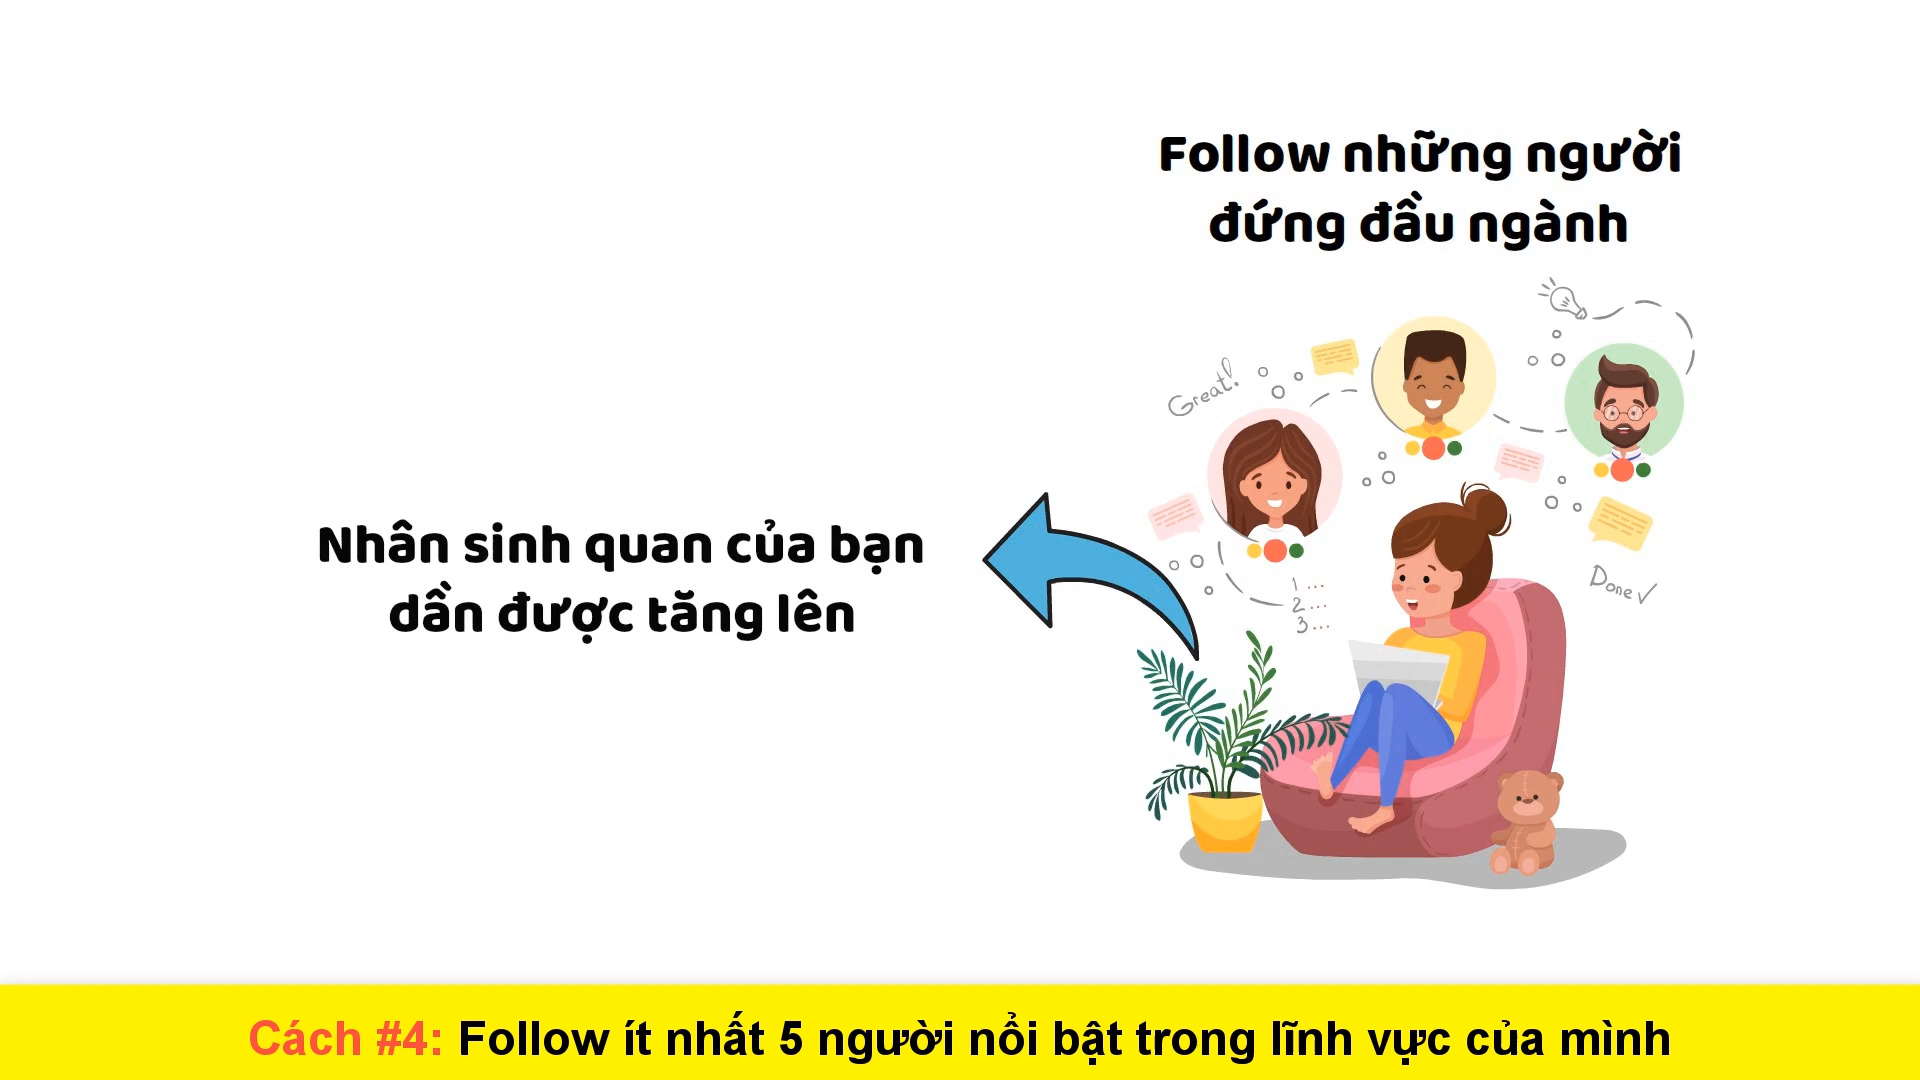 Follow những người
đứng đầu ngành
Great!
1 ...
2 ...
3 ...
Done✓
Nhân sinh quan của bạn
dần được tăng lên
Cách #4: Follow ít nhất 5 người nổi bật trong lĩnh vực của mình